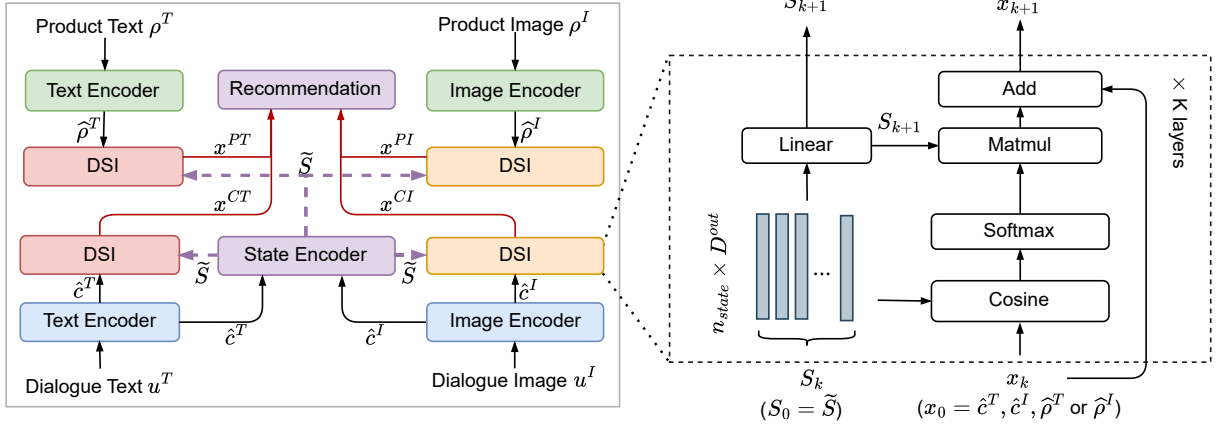 Product Text ρ^T
Product Image ρ^I
Text Encoder
Recommendation
Image Encoder
ρ̂^T
ρ̂^I
x^{PT}
x^{PI}
DSI
S̃
DSI
x^{CT}
x^{CI}
DSI
State Encoder
DSI
S̃
S̃
ĉ^T
ĉ^I
Text Encoder
Image Encoder
ĉ^T
ĉ^I
Dialogue Text u^T
Dialogue Image u^I
S_{k+1}
x_{k+1}
Add
× K layers
S_{k+1}
Linear
Matmul
n_{state} × D^{out}
Softmax
...
Cosine
S_k
x_k
(S_0 = S̃)
(x_0 = ĉ^T, ĉ^I, ρ̂^T or ρ̂^I)